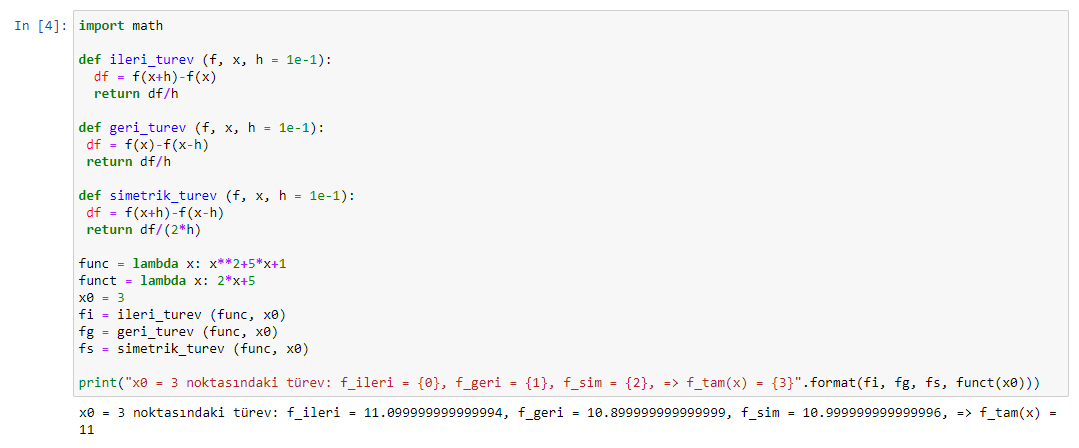 In [4]: import math
def ileri_turev (f, x, h = 1e-1):
  df = f(x+h)-f(x)
  return df/h
def geri_turev (f, x, h = 1e-1):
 df = f(x)-f(x-h)
 return df/h
def simetrik_turev (f, x, h = 1e-1):
 df = f(x+h)-f(x-h)
 return df/(2*h)
func = lambda x: x**2+5*x+1
funct = lambda x: 2*x+5
x0 = 3
fi = ileri_turev (func, x0)
fg = geri_turev (func, x0)
fs = simetrik_turev (func, x0)
print("x0 = 3 noktasındaki türev: f_ileri = {0}, f_geri = {1}, f_sim = {2}, => f_tam(x) = {3}".format(fi, fg, fs, funct(x0)))
x0 = 3 noktasındaki türev: f_ileri = 11.099999999999994, f_geri = 10.899999999999999, f_sim = 10.999999999999996, => f_tam(x) =
11